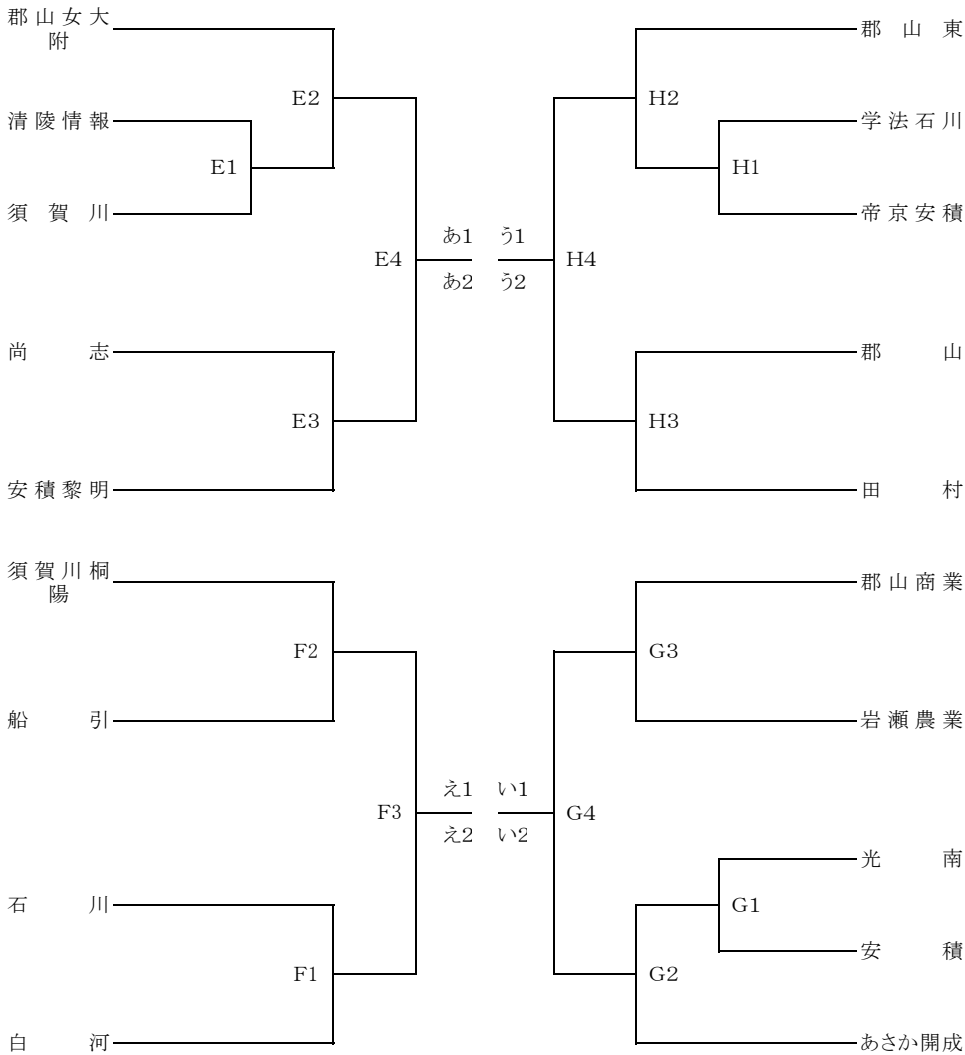 郡山女大
附
E2
清陵情報
E1
須賀川
E4
あ1
あ2
尚志
E3
安積黎明
郡山東
H2
学法石川
H1
帝京安積
う1
う2
H4
郡山
H3
田村
須賀川桐
陽
F2
船引
F3
え1
え2
石川
F1
白河
郡山商業
G3
岩瀬農業
い1
い2
G4
光南
G1
安積
G2
あさか開成